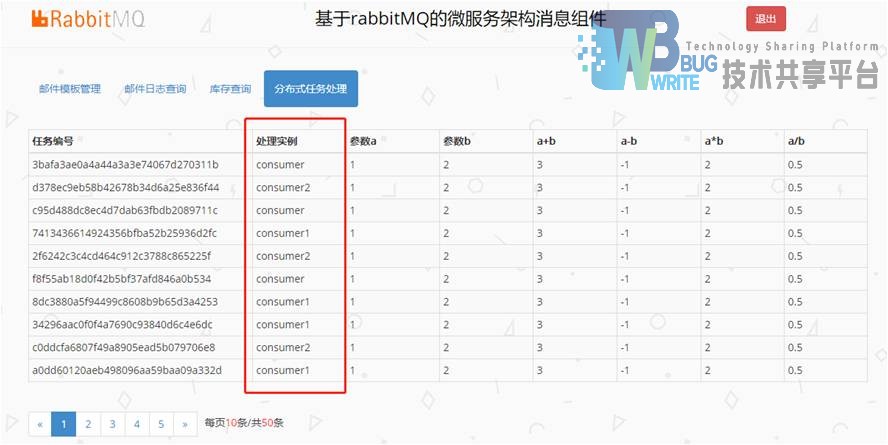 RabbitMQ 基于rabbitMQ的微服务架构消息组件 退出
WB Technology Sharing Platform
BUG WRITE 技术共享平台
邮件模板管理 邮件日志查询 库存查询 分布式任务处理
任务编号 处理实例 参数a 参数b a+b a-b a*b a/b
3bafa3ae0a4a44a3a3e74067d270311b consumer 1 2 3 -1 2 0.5
d378ec9eb58b42678b34d6a25e836f44 consumer2 1 2 3 -1 2 0.5
c95d488dc8ec4d7dab63fbdb2089711c consumer 1 2 3 -1 2 0.5
7413436614924356bfba52b25936d2fc consumer1 1 2 3 -1 2 0.5
2f6242c3c4cd464c912c3788c865225f consumer2 1 2 3 -1 2 0.5
f8f55ab18d0f42b5bf37afd846a0b534 consumer 1 2 3 -1 2 0.5
8dc3880a5f94499c8608b9b65d3a4253 consumer1 1 2 3 -1 2 0.5
34296aac0f0f4a7690c93840d6c4e6dc consumer1 1 2 3 -1 2 0.5
c0ddcfa6807f49a8905ead5b079706e8 consumer2 1 2 3 -1 2 0.5
a0dd60120aeb498096aa59baa09a332d consumer1 1 2 3 -1 2 0.5
« 1 2 3 4 5 » 每页10条/共50条